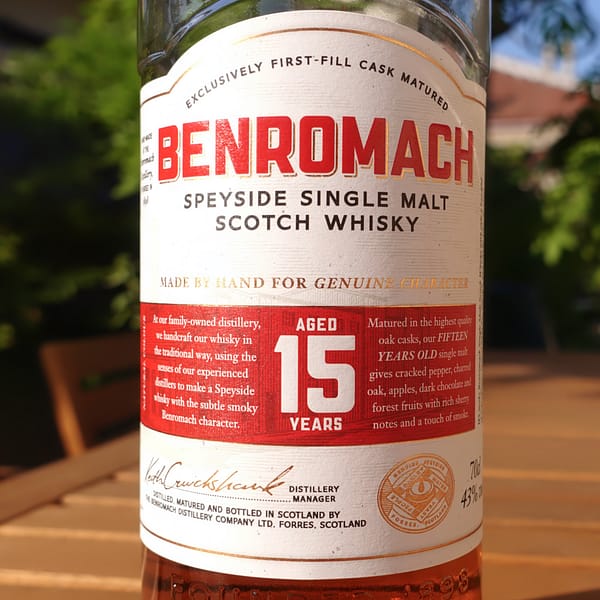 EXCLUSIVELY FIRST-FILL CASK MATURED
BENROMACH
SPEYSIDE SINGLE MALT
SCOTCH WHISKY
MADE BY HAND FOR GENUINE CHARACTER
At our family-owned distillery,
we handcraft our whisky in
the traditional way, using the
senses of our experienced
distillers to make a Speyside
whisky with the subtle smoky
Benromach character.
AGED
15
YEARS
Matured in the highest quality
oak casks, our FIFTEEN
YEARS OLD single malt
gives cracked pepper, charred
oak, apples, dark chocolate and
forest fruits with rich sherry
notes and a touch of smoke.
Keith Cruickshank
DISTILLERY
MANAGER
DISTILLED, MATURED AND BOTTLED IN SCOTLAND BY
THE BENROMACH DISTILLERY COMPANY LTD. FORRES, SCOTLAND
70cl
43%